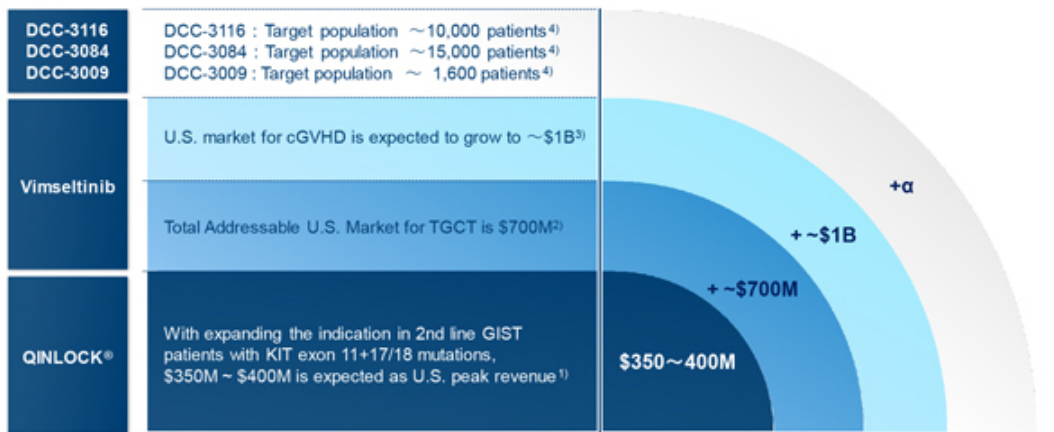 DCC-3116
DCC-3084
DCC-3009
DCC-3116 : Target population ~10,000 patients⁴⁾
DCC-3084 : Target population ~15,000 patients⁴⁾
DCC-3009 : Target population ~ 1,600 patients⁴⁾
+α
Vimseltinib
U.S. market for cGVHD is expected to grow to ~$1B³⁾
+ ~$1B
Total Addressable U.S. Market for TGCT is $700M²⁾
+ ~$700M
QINLOCK®
With expanding the indication in 2nd line GIST
patients with KIT exon 11+17/18 mutations,
$350M ~ $400M is expected as U.S. peak revenue¹⁾
$350~400M